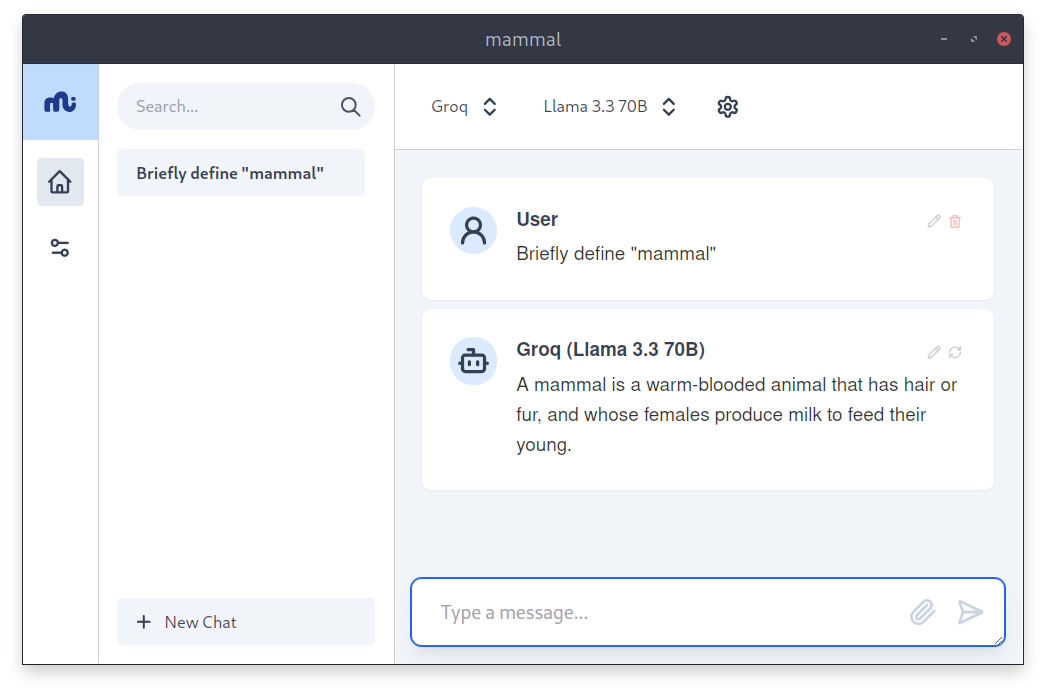 mammal
Search...
Groq
Llama 3.3 70B
Briefly define "mammal"
User
Briefly define "mammal"
Groq (Llama 3.3 70B)
A mammal is a warm-blooded animal that has hair or
fur, and whose females produce milk to feed their
young.
New Chat
Type a message...